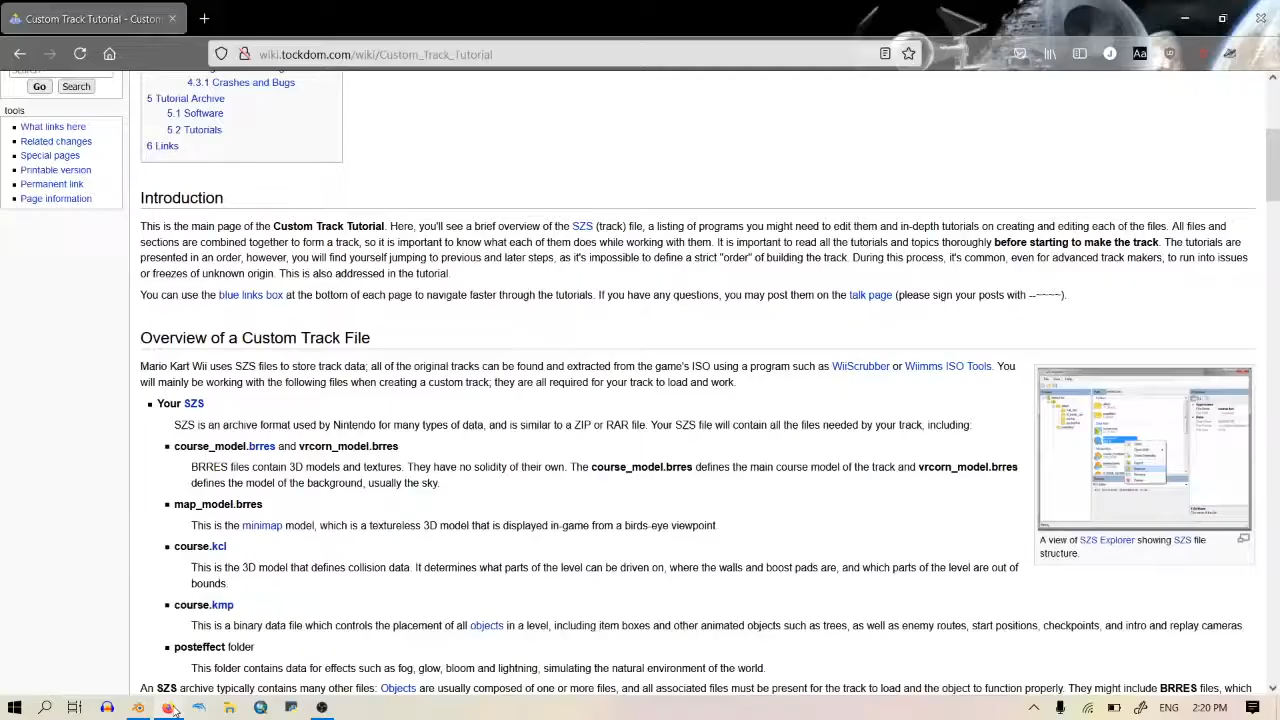 Custom Track Tutorial - Custom
wiki.tockdom.com/wiki/Custom_Track_Tutorial
Go
Search
tools
What links here
Related changes
Special pages
Printable version
Permanent link
Page information
4.3.1 Crashes and Bugs
5 Tutorial Archive
5.1 Software
5.2 Tutorials
6 Links
Introduction
This is the main page of the Custom Track Tutorial. Here, you'll see a brief overview of the SZS (track) file, a listing of programs you might need to edit them and in-depth tutorials on creating and editing each of the files. All files and
sections are combined together to form a track, so it is important to know what each of them does while working with them. It is important to read all the tutorials and topics thoroughly before starting to make the track. The tutorials are
presented in an order, however, you will find yourself jumping to previous and later steps, as it's impossible to define a strict "order" of building the track. During this process, it's common, even for advanced track makers, to run into issues
or freezes of unknown origin. This is also addressed in the tutorial.
You can use the blue links box at the bottom of each page to navigate faster through the tutorials. If you have any questions, you may post them on the talk page (please sign your posts with --~~~~).
Overview of a Custom Track File
Mario Kart Wii uses SZS files to store track data; all of the original tracks can be found and extracted from the game's ISO using a program such as WiiScrubber or Wiimms ISO Tools. You
will mainly be working with the following files when creating a custom track; they are all required for your track to load and work.
Your SZS
SZS is an archive format used by Nintendo for many types of data, and is similar to a ZIP or RAR file. Your SZS file will contain all the files needed by your track, including:
course_model.brres and vrcorn_model.brres
BRRES files contain 3D models and textures. They have no solidity of their own. The course_model.brres defines the main course model of the track and vrcorn_model.brres
defines the model of the background, usually the sky.
map_model.brres
This is the minimap model, which is a textureless 3D model that is displayed in-game from a birds-eye viewpoint
course.kcl
This is the 3D model that defines collision data. It determines what parts of the level can be driven on, where the walls and boost pads are, and which parts of the level are out of
bounds.
course.kmp
This is a binary data file which controls the placement of all objects in a level, including item boxes and other animated objects such as trees, as well as enemy routes, start positions, checkpoints, and intro and replay cameras.
posteffect folder
This folder contains data for effects such as fog, glow, bloom and lightning, simulating the natural environment of the world.
An SZS archive typically contains many other files: Objects are usually composed of one or more files, and all associated files must be present for the track to load and the object to function properly. They might include BRRES files, which
A view of SZS Explorer showing SZS file
structure.
ENG
2:20 PM